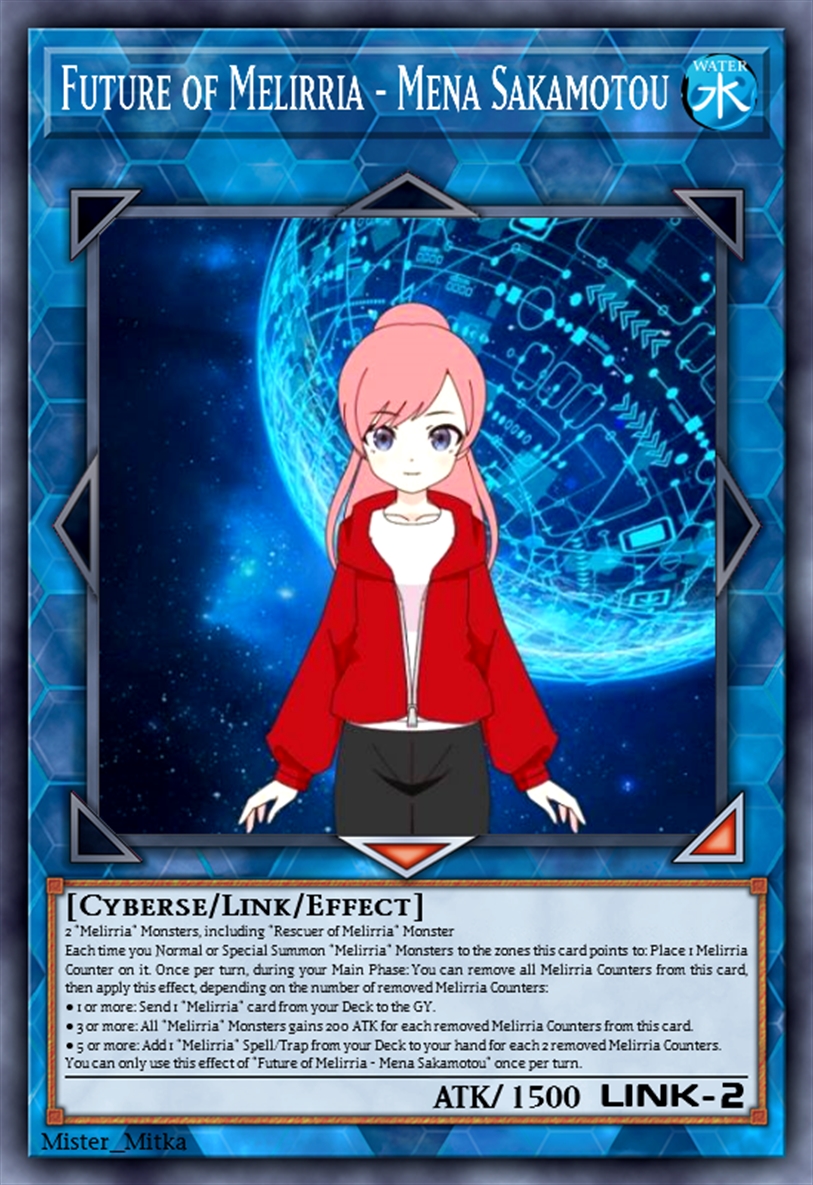 Future of Melirria - Mena Sakamotou
WATER
水
[Cyberse/Link/Effect]
2 "Melirria" Monsters, including "Rescuer of Melirria" Monster
Each time you Normal or Special Summon "Melirria" Monsters to the zones this card points to: Place 1 Melirria
Counter on it. Once per turn, during your Main Phase: You can remove all Melirria Counters from this card,
then apply this effect, depending on the number of removed Melirria Counters:
● 1 or more: Send 1 "Melirria" card from your Deck to the GY.
● 3 or more: All "Melirria" Monsters gains 200 ATK for each removed Melirria Counters from this card.
● 5 or more: Add 1 "Melirria" Spell/Trap from your Deck to your hand for each 2 removed Melirria Counters.
You can only use this effect of "Future of Melirria - Mena Sakamotou" once per turn.
ATK/ 1500 LINK-2
Mister_Mitka